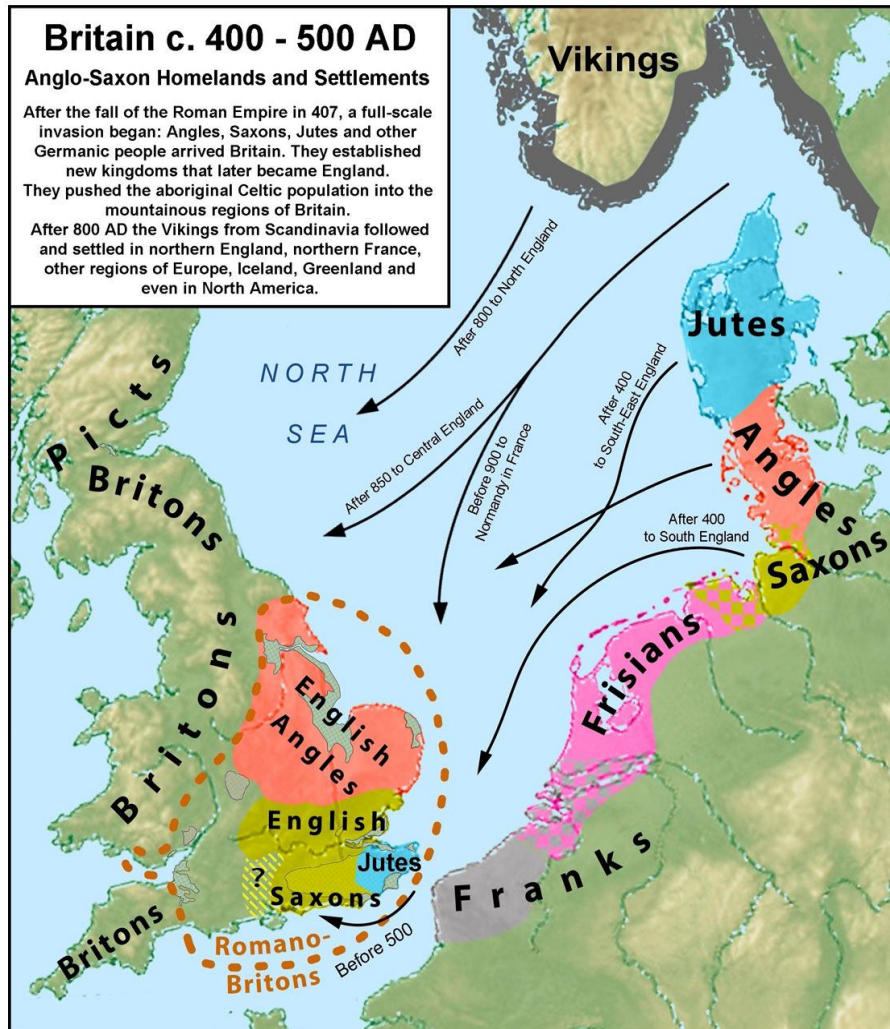 Britain c. 400 - 500 AD
Anglo-Saxon Homelands and Settlements
After the fall of the Roman Empire in 407, a full-scale
invasion began: Angles, Saxons, Jutes and other
Germanic people arrived Britain. They established
new kingdoms that later became England.
They pushed the aboriginal Celtic population into the
mountainous regions of Britain.
After 800 AD the Vikings from Scandinavia followed
and settled in northern England, northern France,
other regions of Europe, Iceland, Greenland and
even in North America.
Vikings
After 800 to North England
Jutes
NORTH
SEA
Picts
Britons
After 850 to Central England
Before 900 to
Normandy in France
After 400
to South-East England
Angles
After 400
to South England
Saxons
Frisians
Britons
English
Angles
English
Jutes
?
Saxons
Franks
Britons
Romano-
Britons
Before 500